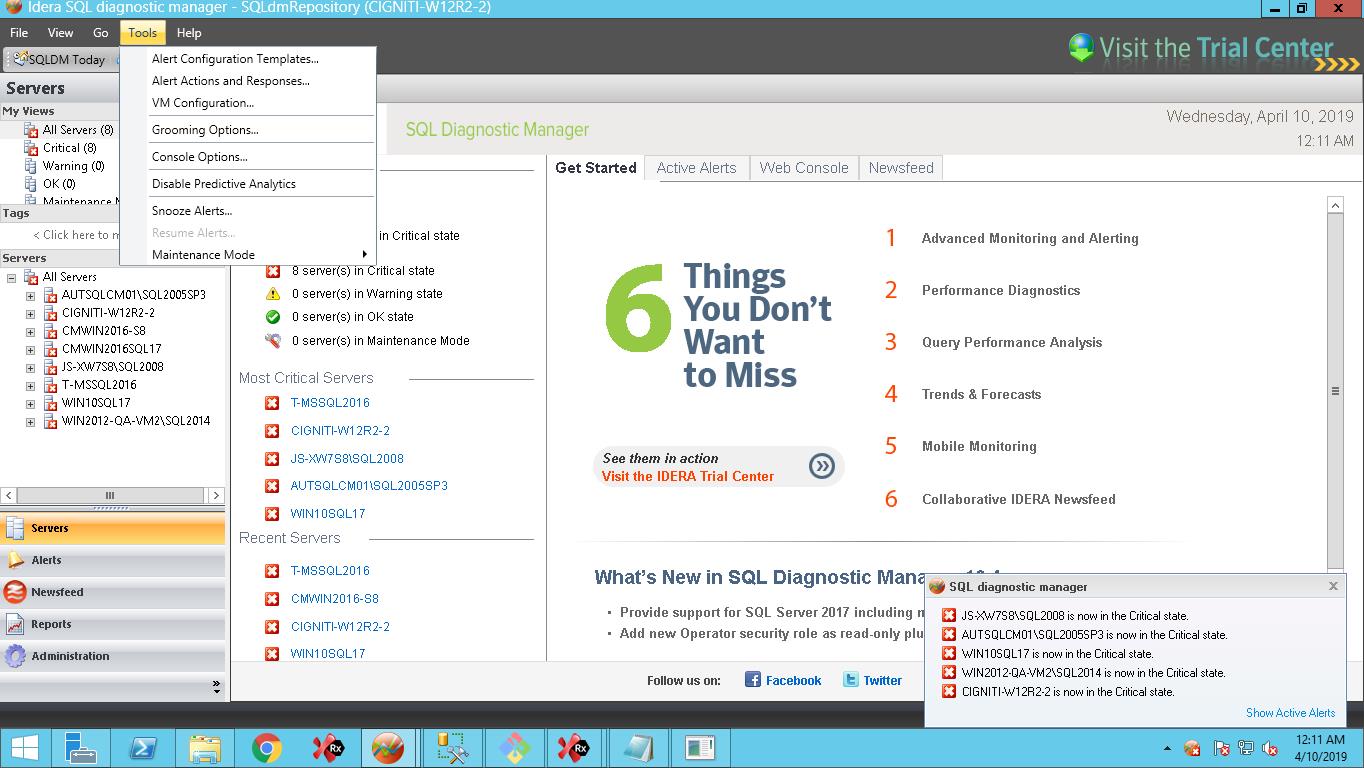 Idera SQL diagnostic manager - SQLdmRepository (CIGNITI-W12R2-2)
File View Go Tools Help
Visit the Trial Center
SQLDM Today
Alert Configuration Templates...
Alert Actions and Responses...
VM Configuration...
Grooming Options...
Console Options...
Disable Predictive Analytics
Snooze Alerts...
Resume Alerts...
Maintenance Mode
Servers
My Views
All Servers (8)
Critical (8)
Warning (0)
OK (0)
Maintenance M
Tags
< Click here to m
Servers
All Servers
AUTSQLCM01\SQL2005SP3
CIGNITI-W12R2-2
CMWIN2016-S8
CMWIN2016SQL17
JS-XW7S8\SQL2008
T-MSSQL2016
WIN10SQL17
WIN2012-QA-VM2\SQL2014
Servers
Alerts
Newsfeed
Reports
Administration
SQL Diagnostic Manager
Wednesday, April 10, 2019
12:11 AM
in Critical state
8 server(s) in Critical state
0 server(s) in Warning state
0 server(s) in OK state
0 server(s) in Maintenance Mode
Most Critical Servers
T-MSSQL2016
CIGNITI-W12R2-2
JS-XW7S8\SQL2008
AUTSQLCM01\SQL2005SP3
WIN10SQL17
Recent Servers
T-MSSQL2016
CMWIN2016-S8
CIGNITI-W12R2-2
WIN10SQL17
Get Started Active Alerts Web Console Newsfeed
6 Things
You Don't
Want
to Miss
See them in action
Visit the IDERA Trial Center
1 Advanced Monitoring and Alerting
2 Performance Diagnostics
3 Query Performance Analysis
4 Trends & Forecasts
5 Mobile Monitoring
6 Collaborative IDERA Newsfeed
What's New in SQL Diagnostic Mana
• Provide support for SQL Server 2017 including
• Add new Operator security role as read-only plu
Follow us on: Facebook Twitter
SQL diagnostic manager
JS-XW7S8\SQL2008 is now in the Critical state.
AUTSQLCM01\SQL2005SP3 is now in the Critical state.
WIN10SQL17 is now in the Critical state.
WIN2012-QA-VM2\SQL2014 is now in the Critical state.
CIGNITI-W12R2-2 is now in the Critical state.
Show Active Alerts
Rx
Rx
12:11 AM
4/10/2019